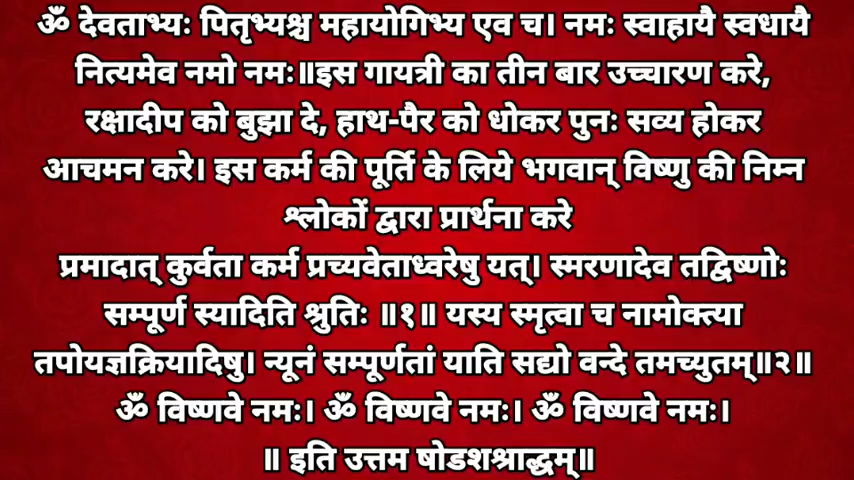 ॐ देवताभ्यः पितृभ्यश्च महायोगिभ्य एव च। नमः स्वाहायै स्वधायै
नित्यमेव नमो नमः॥इस गायत्री का तीन बार उच्चारण करे,
रक्षादीप को बुझा दे, हाथ-पैर को धोकर पुनः सव्य होकर
आचमन करे। इस कर्म की पूर्ति के लिये भगवान् विष्णु की निम्न
श्लोकों द्वारा प्रार्थना करे
प्रमादात् कुर्वता कर्म प्रच्यवेताध्वरेषु यत्। स्मरणादेव तद्विष्णोः
सम्पूर्ण स्यादिति श्रुतिः ॥१॥ यस्य स्मृत्वा च नामोक्त्या
तपोयज्ञक्रियादिषु। न्यूनं सम्पूर्णतां याति सद्यो वन्दे तमच्युतम्॥२॥
ॐ विष्णवे नमः। ॐ विष्णवे नमः। ॐ विष्णवे नमः।
॥ इति उत्तम षोडशश्राद्धम्॥